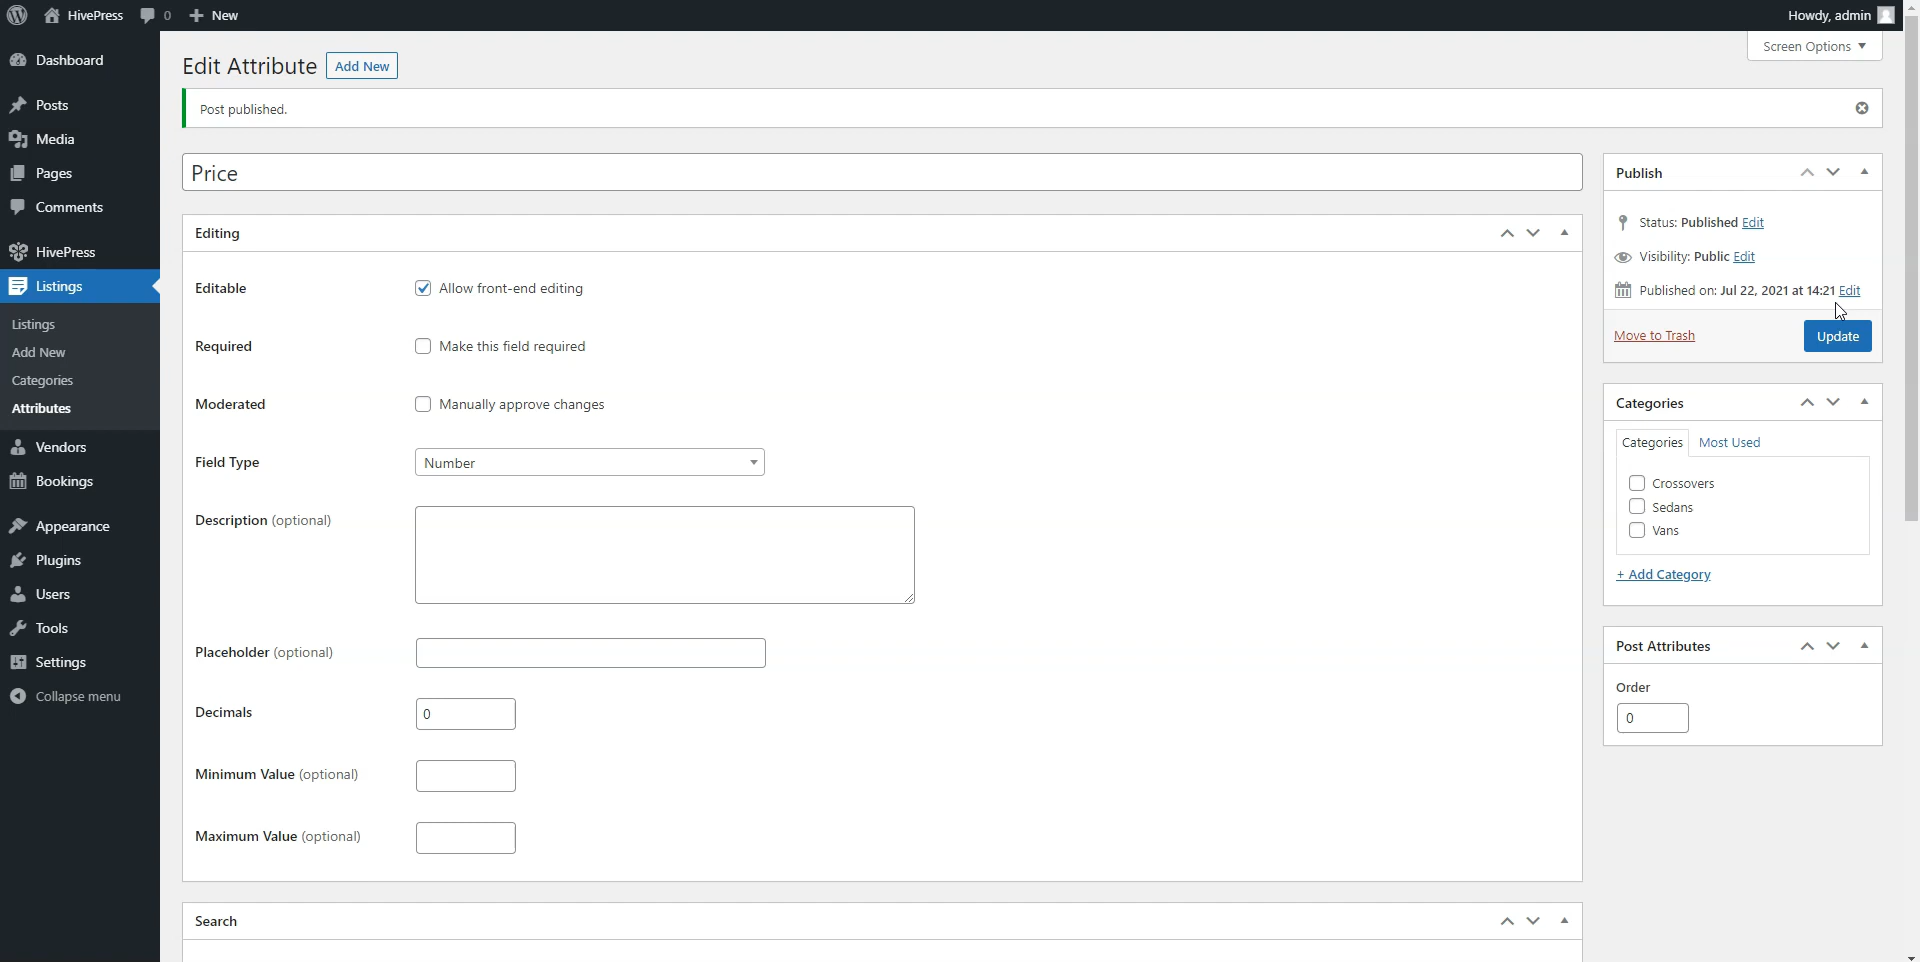 HivePress 0 New Howdy, admin
Screen Options
Dashboard
Posts
Media
Pages
Comments
HivePress
Listings
Listings
Add New
Categories
Attributes
Vendors
Bookings
Appearance
Plugins
Users
Tools
Settings
Collapse menu
Edit Attribute Add New
Post published.
Price
Editing
Editable Allow front-end editing
Required Make this field required
Moderated Manually approve changes
Field Type Number
Description (optional)
Placeholder (optional)
Decimals 0
Minimum Value (optional)
Maximum Value (optional)
Search
Publish
Status: Published Edit
Visibility: Public Edit
Published on: Jul 22, 2021 at 14:21 Edit
Move to Trash Update
Categories
Categories Most Used
Crossovers
Sedans
Vans
+ Add Category
Post Attributes
Order
0